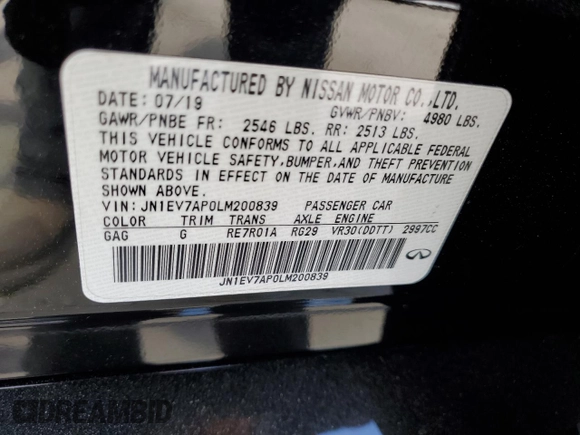 MANUFACTURED BY NISSAN MOTOR CO.,LTD.
DATE: 07/19 GVWR/PNBV: 4980 LBS.
GAWR/PNBE FR: 2546 LBS. RR: 2513 LBS.
THIS VEHICLE CONFORMS TO ALL APPLICABLE FEDERAL
MOTOR VEHICLE SAFETY,BUMPER,AND THEFT PREVENTION
STANDARDS IN EFFECT ON THE DATE OF MANUFACTURE
SHOWN ABOVE.
VIN: JN1EV7AP0LM200839 PASSENGER CAR
COLOR TRIM TRANS AXLE ENGINE
GAG G RE7R01A RG29 VR30(DDTT) 2997CC
JN1EV7AP0LM200839
DREAMBID